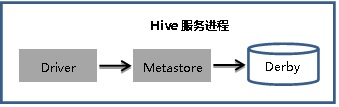 Hive 服务进程
Driver
Metastore
Derby